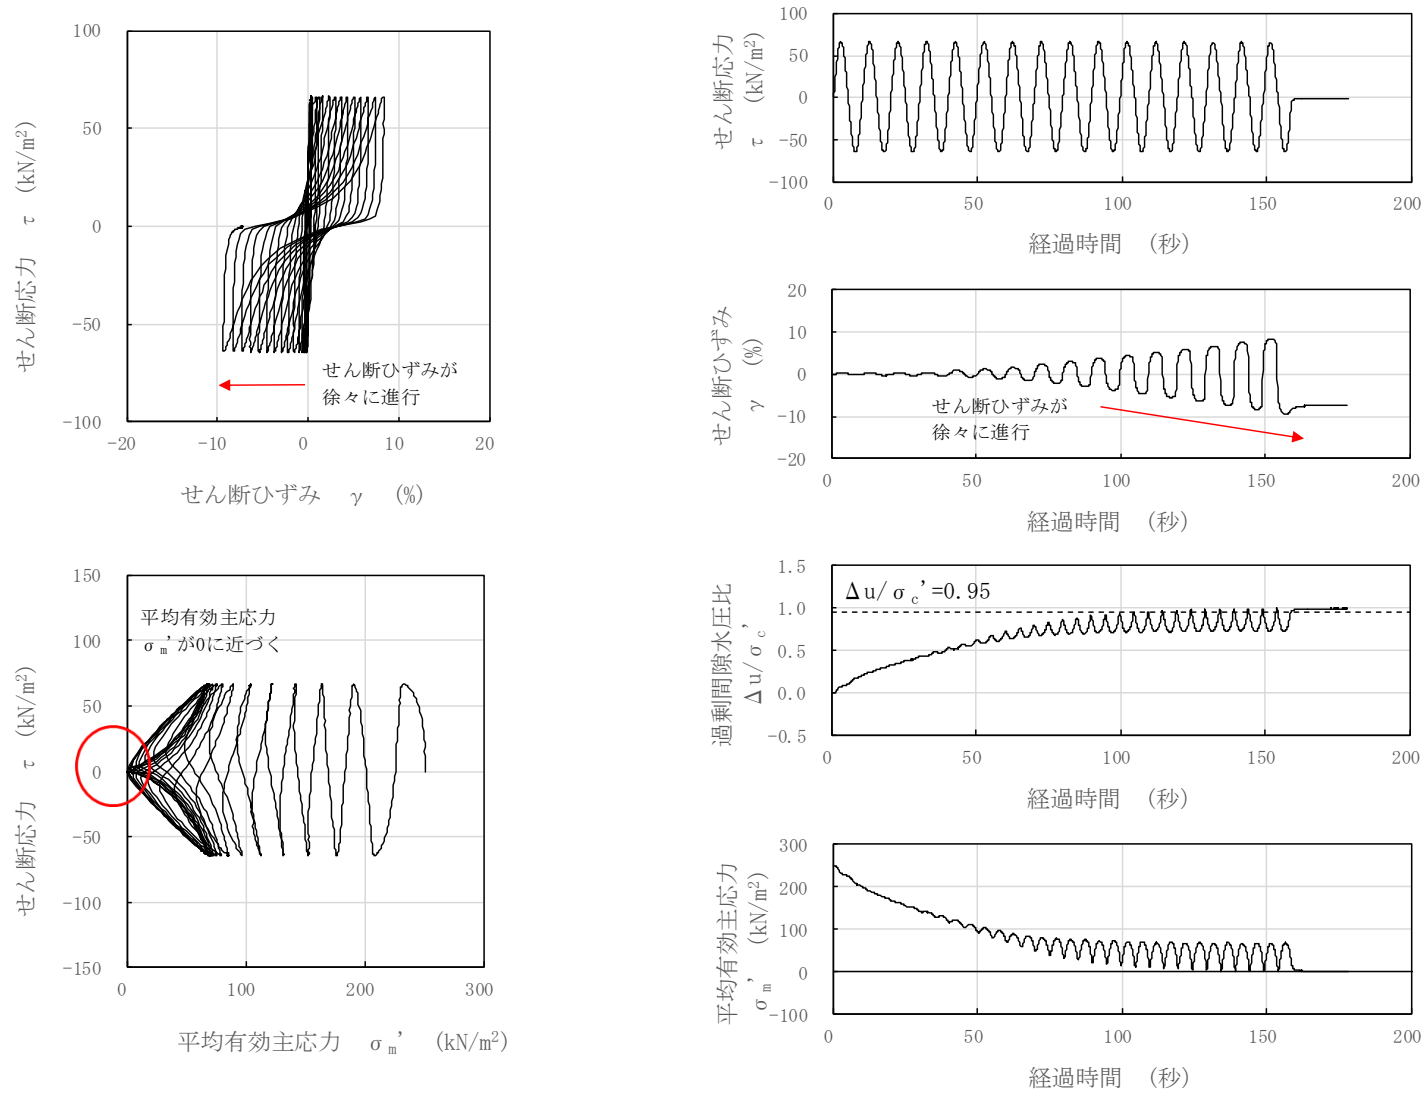 100
50
0
-50
-100
せん断応力 τ (kN/m²)
-20
-10
0
10
20
せん断ひずみ γ (%)
せん断ひずみが
徐々に進行
150
100
50
0
-50
-100
-150
せん断応力 τ (kN/m²)
0
100
200
300
平均有効主応力 σm' (kN/m²)
平均有効主応力
σm'が0に近づく
100
50
0
-50
-100
せん断応力
τ (kN/m²)
0
50
100
150
200
経過時間 (秒)
20
10
0
-10
-20
せん断ひずみ
γ (%)
せん断ひずみが
徐々に進行
0
50
100
150
200
経過時間 (秒)
1.5
1.0
0.5
0.0
-0.5
過剰間隙水圧比
Δu/σc'
Δu/σc'=0.95
0
50
100
150
200
経過時間 (秒)
300
200
100
0
-100
平均有効主応力
σm' (kN/m²)
0
50
100
150
200
経過時間 (秒)